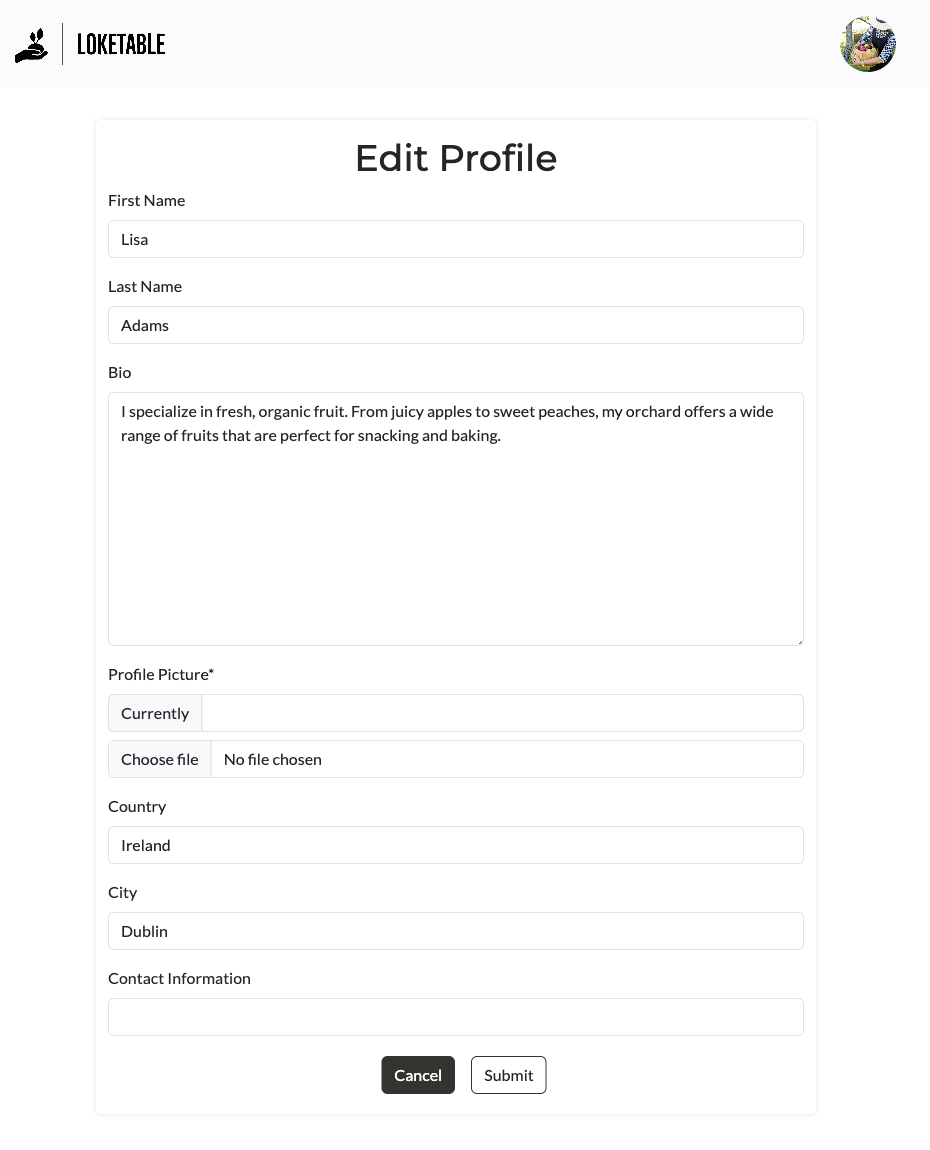 LOKETABLE
Edit Profile
First Name
Lisa
Last Name
Adams
Bio
I specialize in fresh, organic fruit. From juicy apples to sweet peaches, my orchard offers a wide
range of fruits that are perfect for snacking and baking.
Profile Picture*
Currently
Choose file No file chosen
Country
Ireland
City
Dublin
Contact Information
Cancel Submit